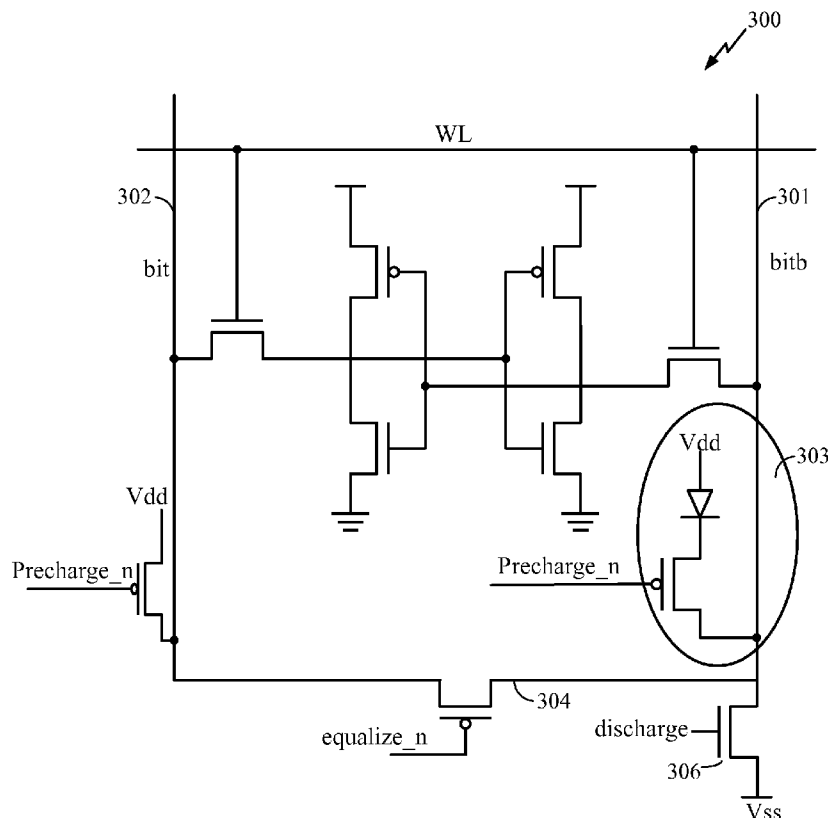 300
WL
302
301
bit
bitb
Vdd
303
Vdd
Precharge_n
Precharge_n
304
discharge
equalize_n
306
Vss